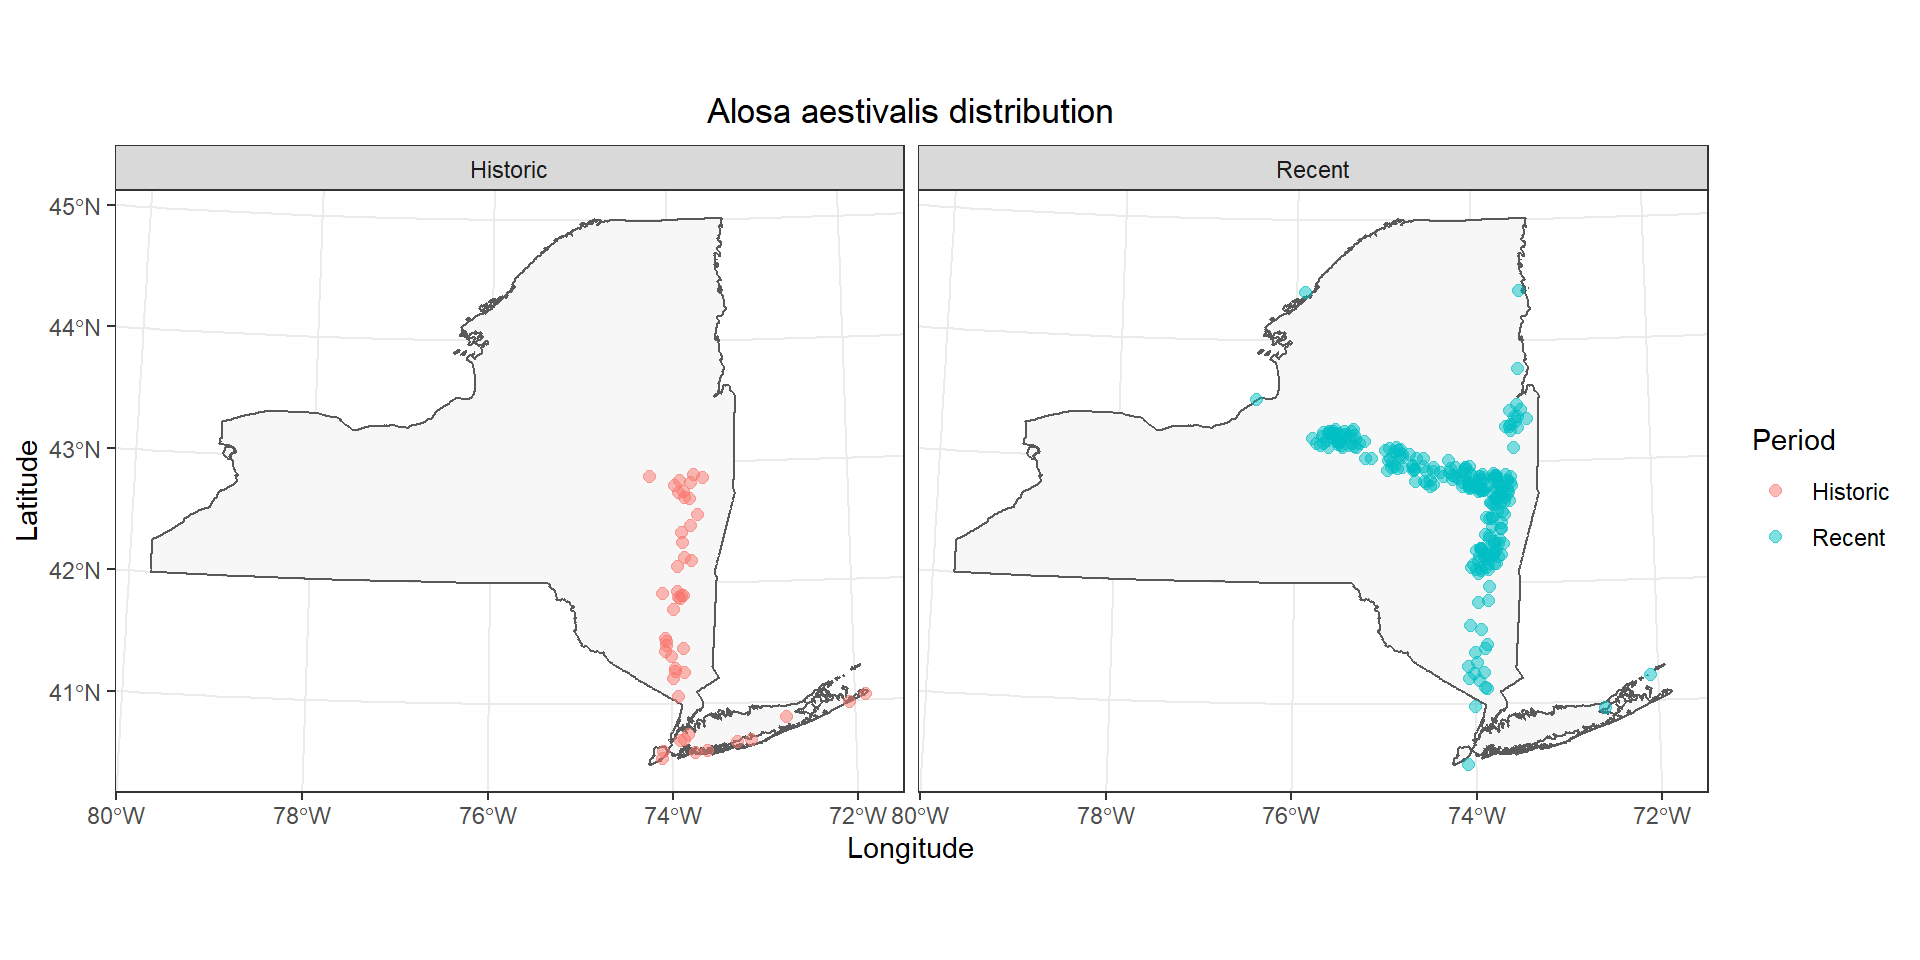 Alosa aestivalis distribution
Historic
Recent
45°N
44°N
43°N
42°N
41°N
Latitude
80°W 78°W 76°W 74°W 72°W 80°W 78°W 76°W 74°W 72°W
Longitude
Period
Historic
Recent